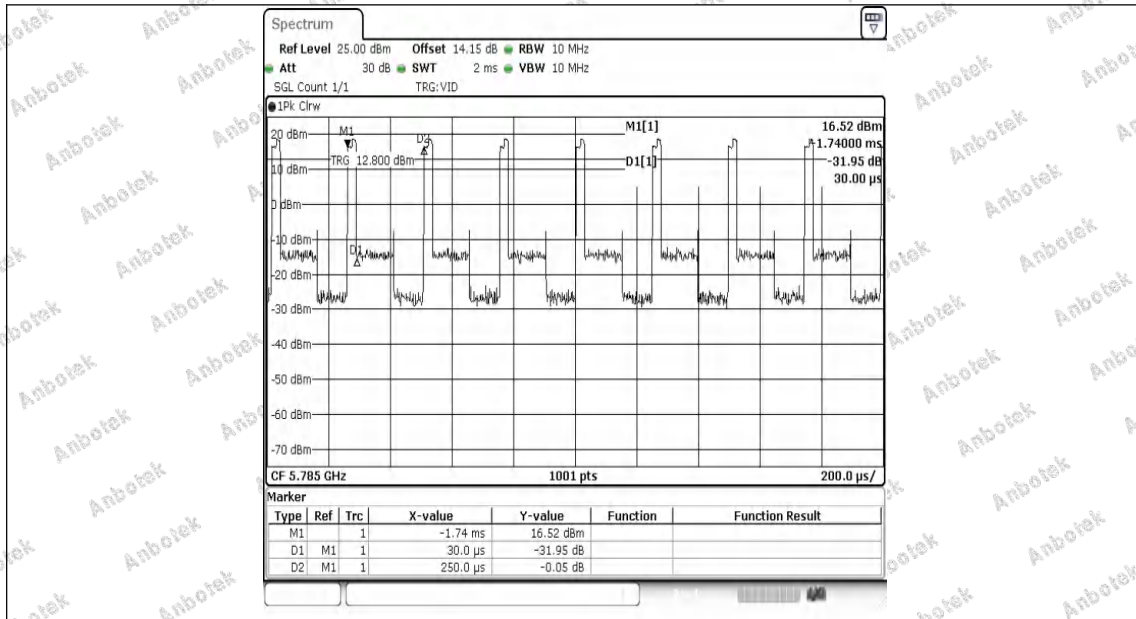 Spectrum
Ref Level 25.00 dBm Offset 14.15 dB RBW 10 MHz
Att 30 dB SWT 2 ms VBW 10 MHz
SGL Count 1/1 TRG:VID
1Pk Clrw
M1[1] 16.52 dBm
-1.74000 ms
D1[1] -31.95 dB
30.00 µs
20 dBm
M1
D2
TRG 12.800 dBm
10 dBm
0 dBm
-10 dBm
D1
-20 dBm
-30 dBm
-40 dBm
-50 dBm
-60 dBm
-70 dBm
CF 5.785 GHz 1001 pts 200.0 µs/
Marker
Type Ref Trc X-value Y-value Function Function Result
M1 1 -1.74 ms 16.52 dBm
D1 M1 1 30.0 µs -31.95 dB
D2 M1 1 250.0 µs -0.05 dB
Anbotek